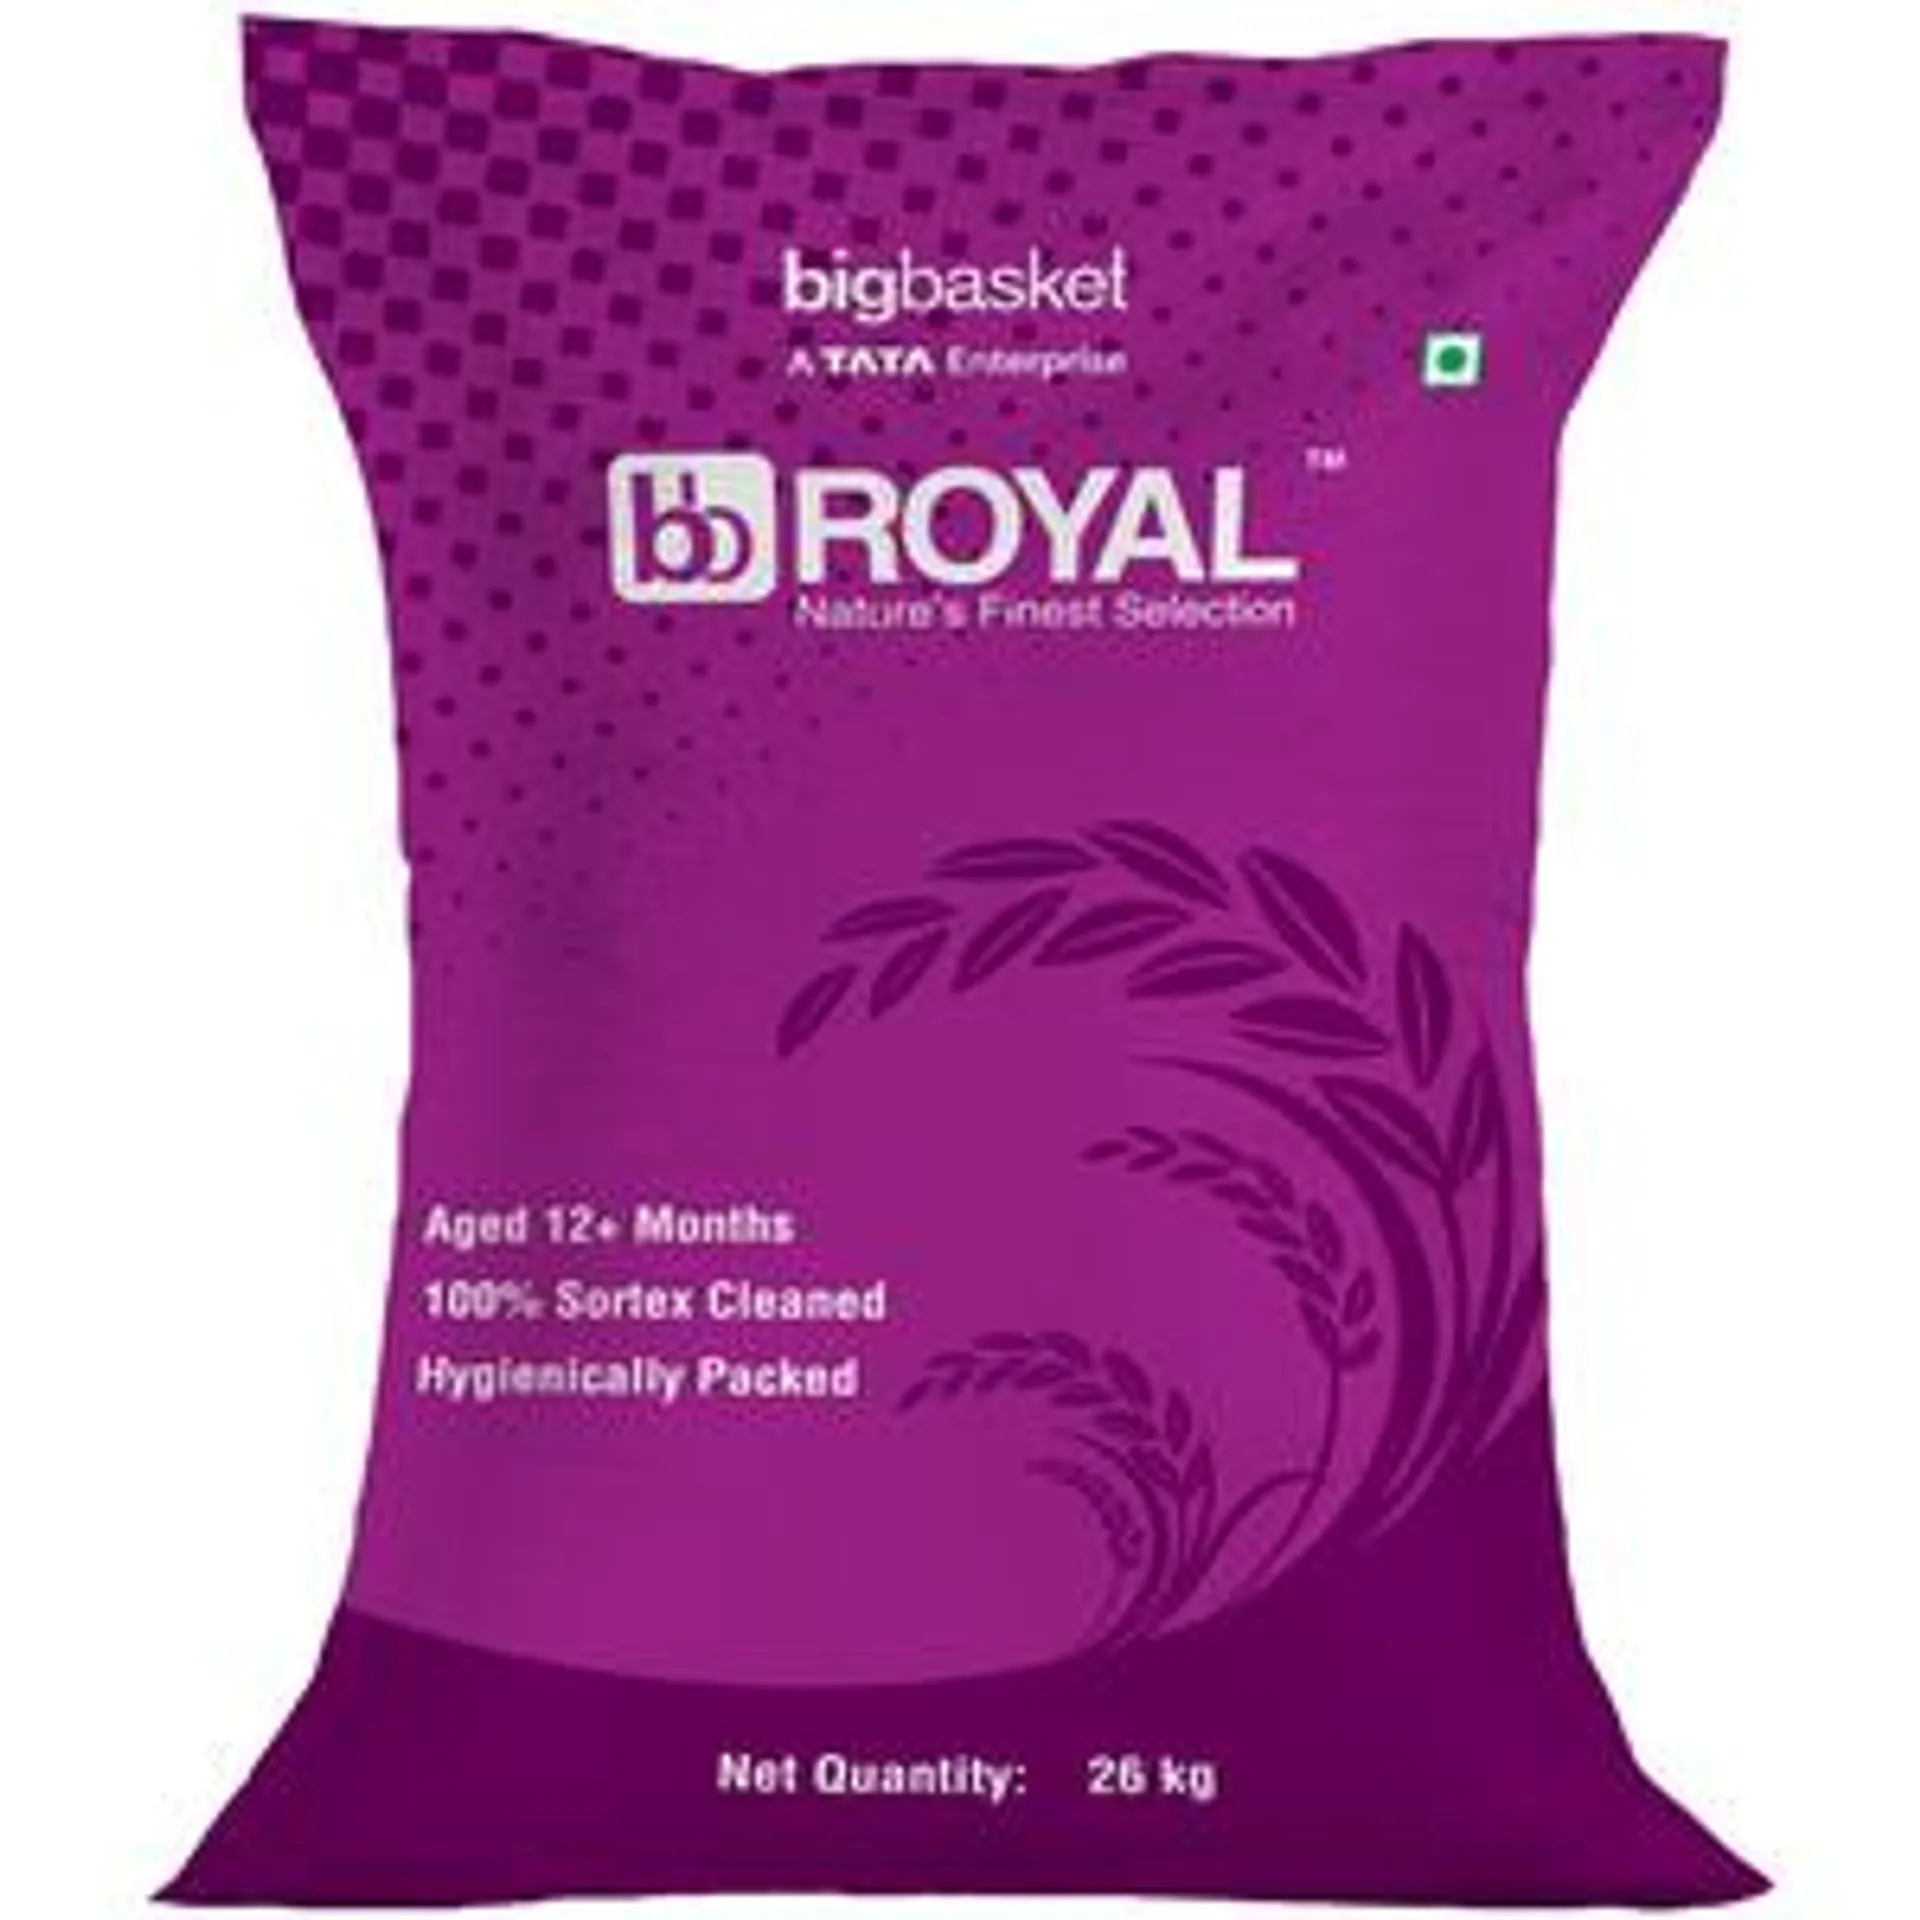 bigbasket
A TATA Enterprise
bb ROYAL™
Nature's Finest Selection
Aged 12+ Months
100% Sortex Cleaned
Hygienically Packed
Net Quantity: 26 kg